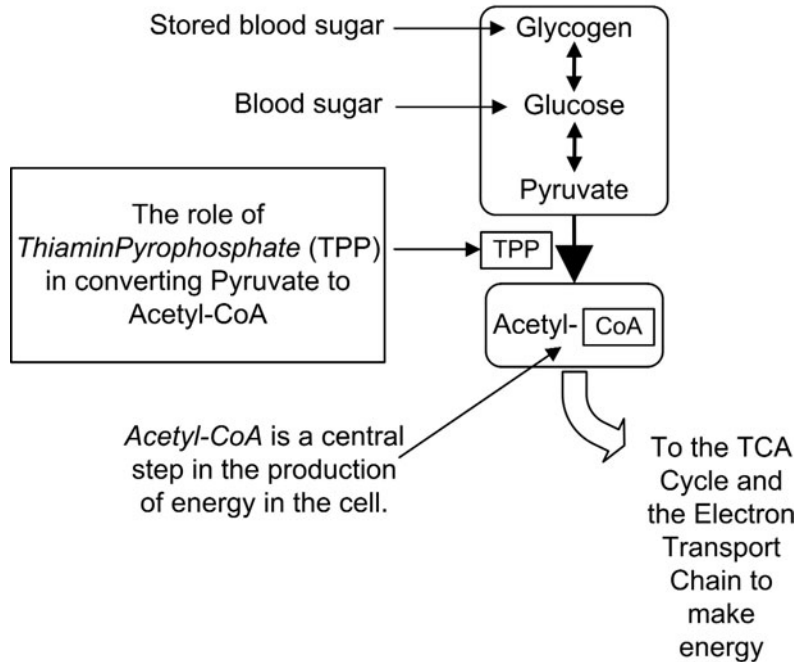 Stored blood sugar
Glycogen
Blood sugar
Glucose
Pyruvate
The role of
ThiaminPyrophosphate (TPP)
in converting Pyruvate to
Acetyl-CoA
TPP
Acetyl- CoA
Acetyl-CoA is a central
step in the production
of energy in the cell.
To the TCA
Cycle and
the Electron
Transport
Chain to
make
energy